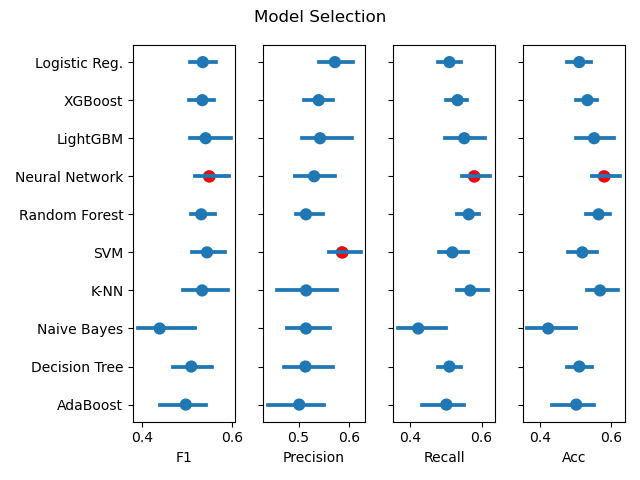 Model Selection
Logistic Reg.
XGBoost
LightGBM
Neural Network
Random Forest
SVM
K-NN
Naive Bayes
Decision Tree
AdaBoost
0.4 0.6 0.5 0.6 0.4 0.6 0.4 0.6
F1 Precision Recall Acc